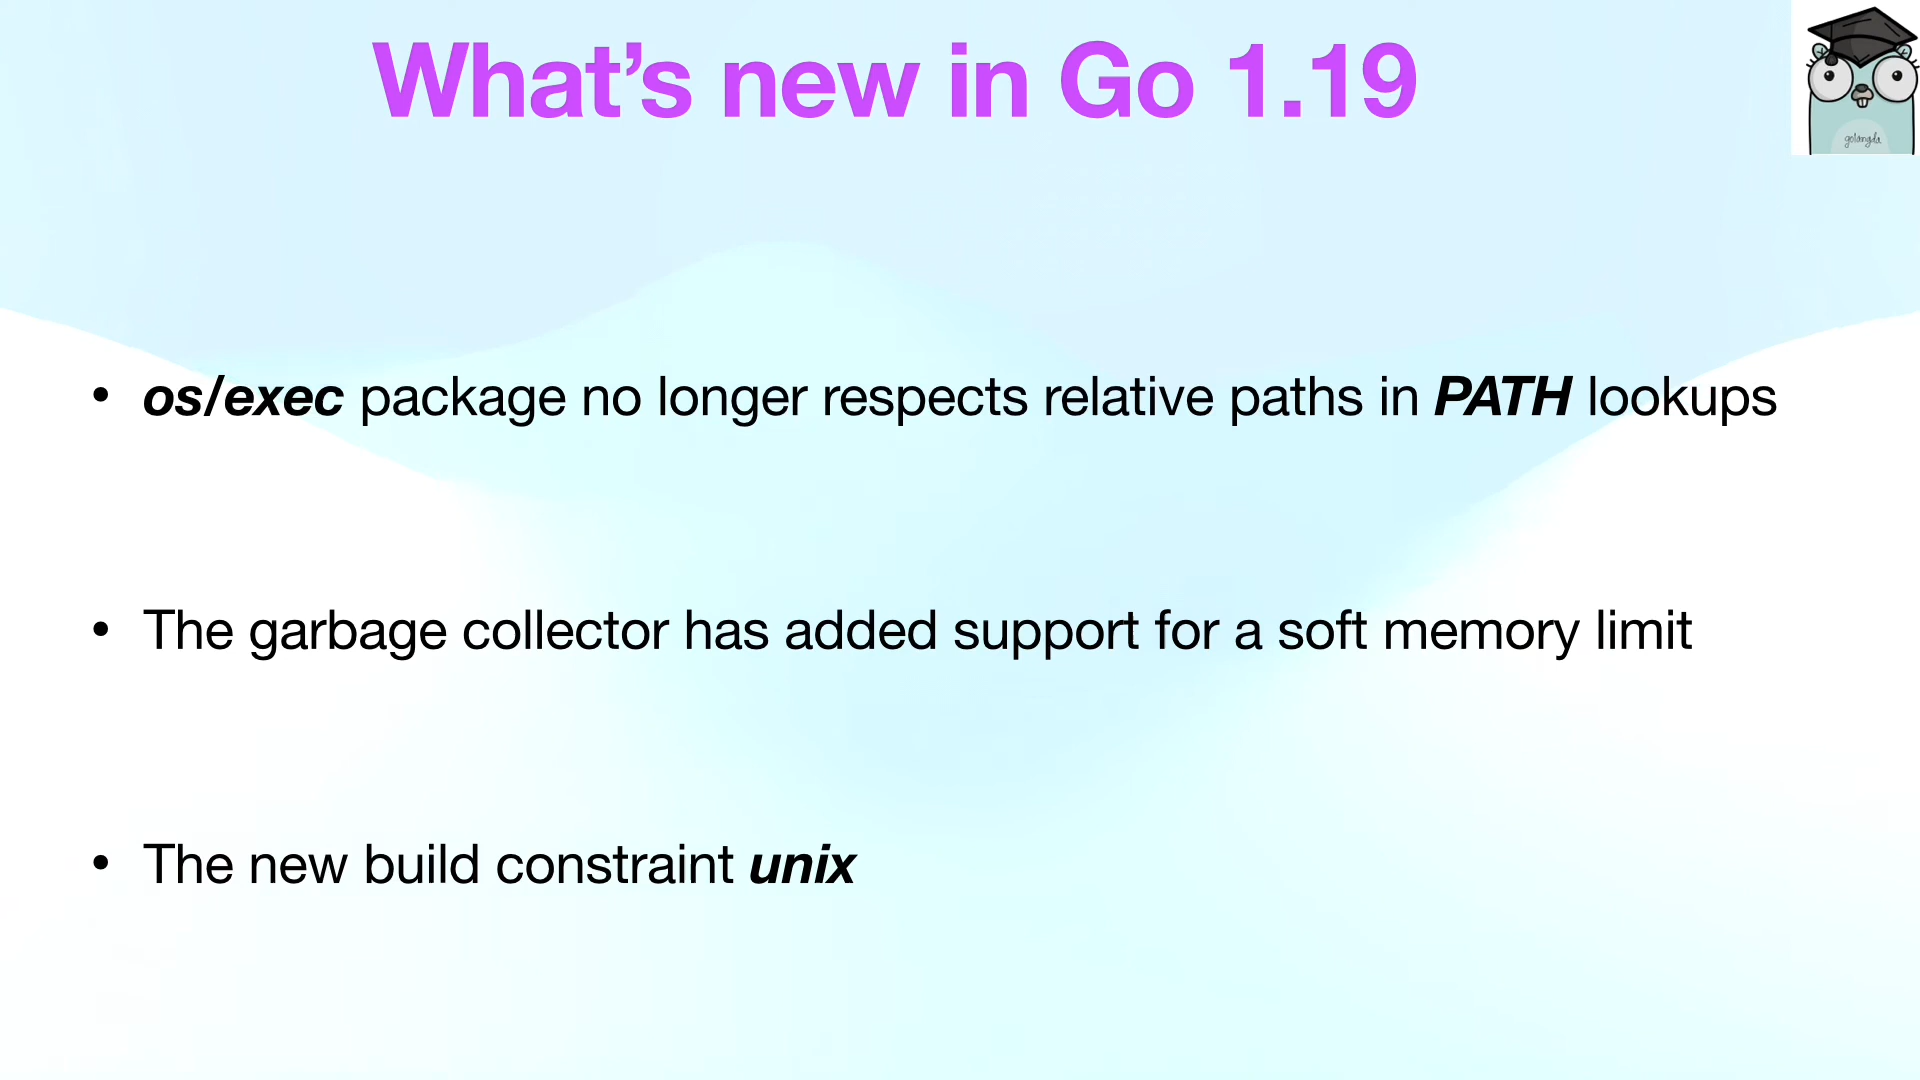 What’s new in Go 1.19
• os/exec package no longer respects relative paths in PATH lookups
• The garbage collector has added support for a soft memory limit
• The new build constraint unix